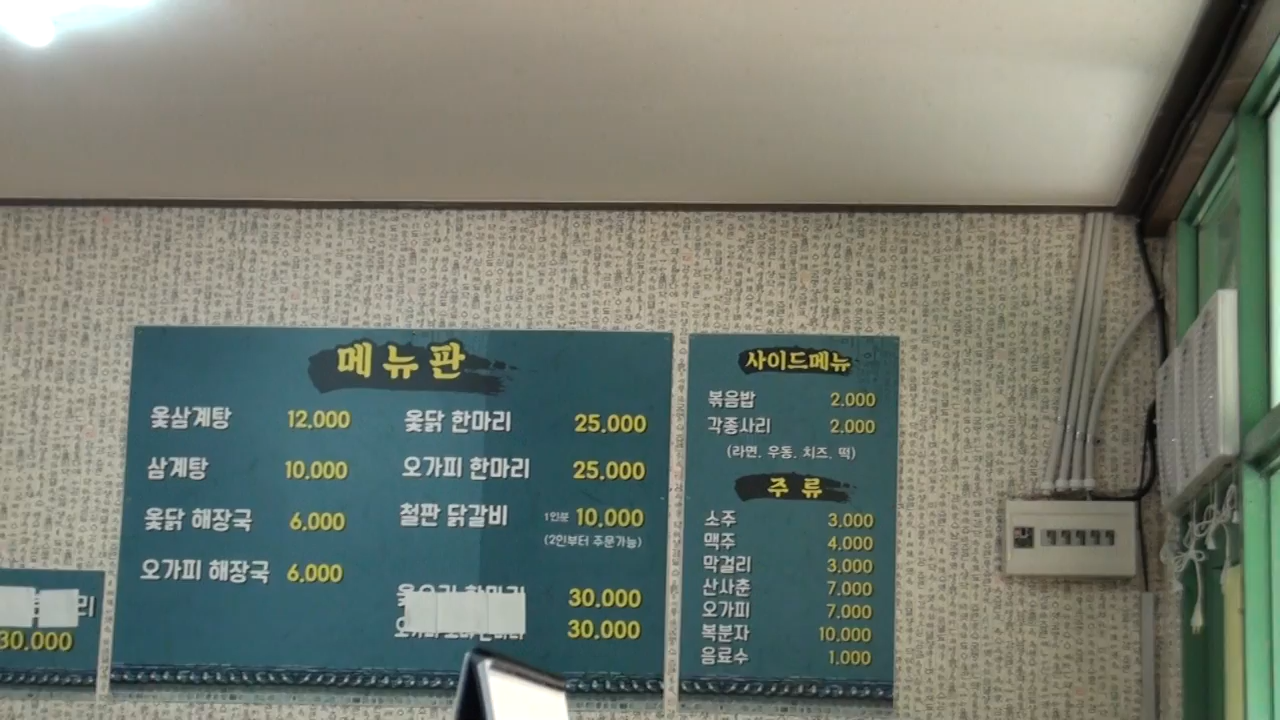 메뉴판
옻삼계탕 12,000
삼계탕 10,000
옻닭 해장국 6,000
오가피 해장국 6,000
옻닭 한마리 25,000
오가피 한마리 25,000
철판 닭갈비 1인분 10,000
(2인부터 주문가능)
30,000
30,000
사이드메뉴
볶음밥 2,000
각종사리 2,000
(라면, 우동, 치즈, 떡)
주류
소주 3,000
맥주 4,000
막걸리 3,000
산사춘 7,000
오가피 7,000
복분자 10,000
음료수 1,000
30,000